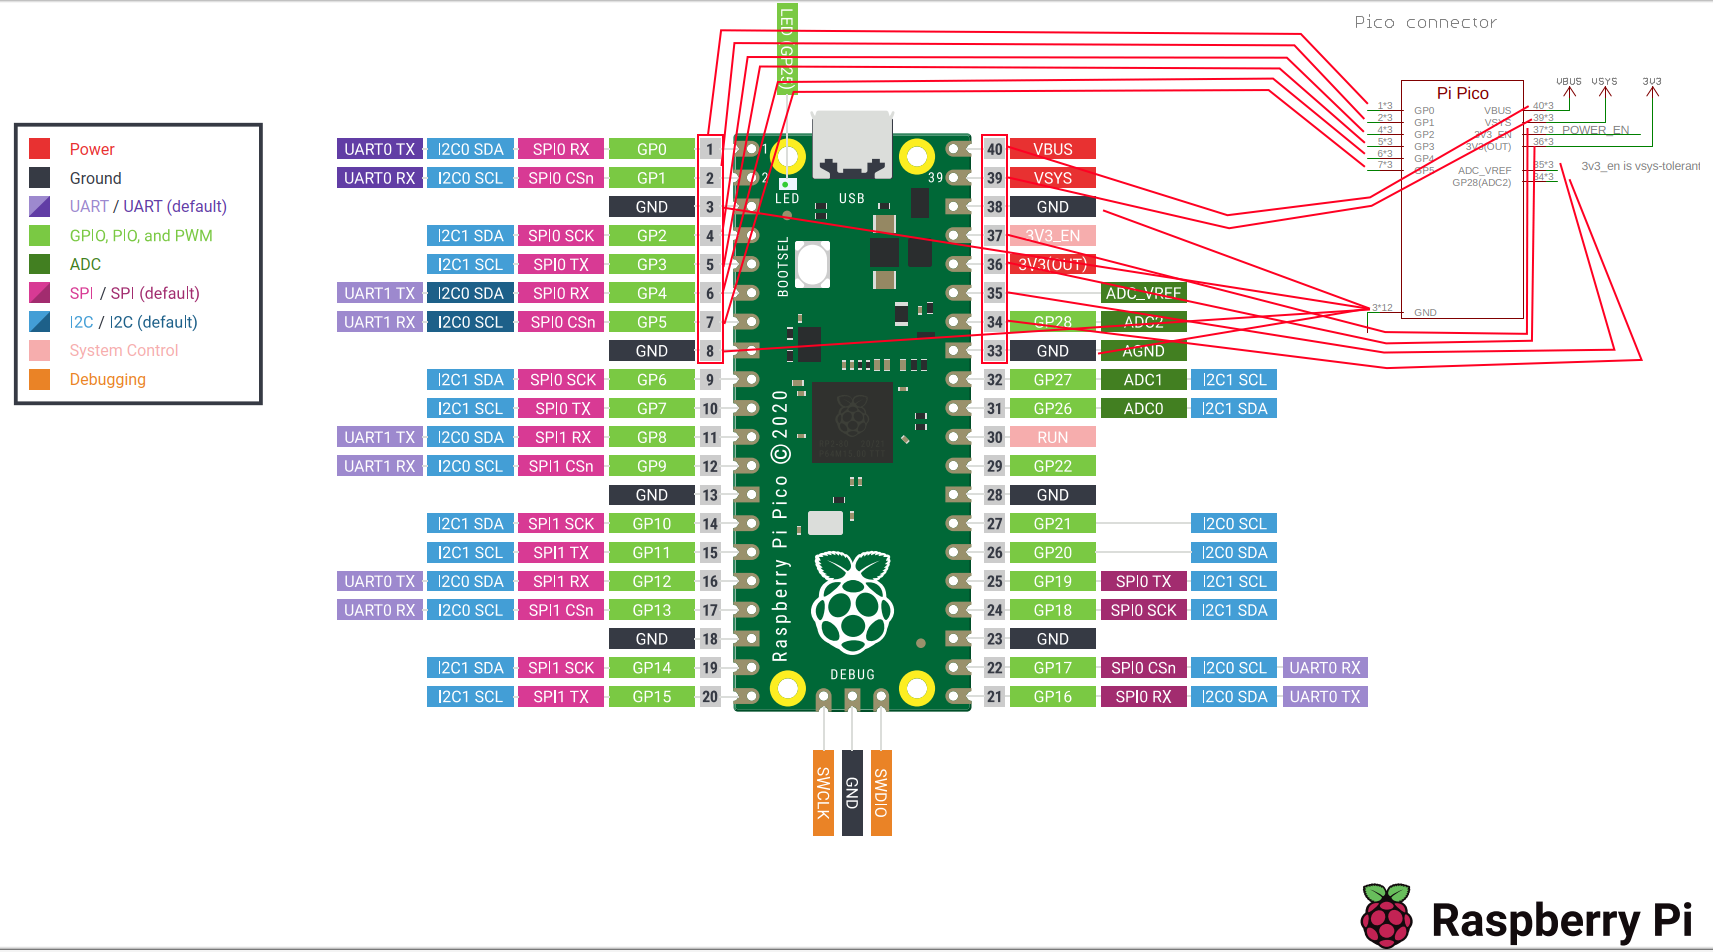 Pico connector
LED (GP25)
Power
Ground
UART / UART (default)
GPIO, PIO, and PWM
ADC
SPI / SPI (default)
I2C / I2C (default)
System Control
Debugging
UART0 TX I2C0 SDA SPI0 RX GP0 1
UART0 RX I2C0 SCL SPI0 CSn GP1 2
GND 3
I2C1 SDA SPI0 SCK GP2 4
I2C1 SCL SPI0 TX GP3 5
UART1 TX I2C0 SDA SPI0 RX GP4 6
UART1 RX I2C0 SCL SPI0 CSn GP5 7
GND 8
I2C1 SDA SPI0 SCK GP6 9
I2C1 SCL SPI0 TX GP7 10
UART1 TX I2C0 SDA SPI1 RX GP8 11
UART1 RX I2C0 SCL SPI1 CSn GP9 12
GND 13
I2C1 SDA SPI1 SCK GP10 14
I2C1 SCL SPI1 TX GP11 15
UART0 TX I2C0 SDA SPI1 RX GP12 16
UART0 RX I2C0 SCL SPI1 CSn GP13 17
GND 18
I2C1 SDA SPI1 SCK GP14 19
I2C1 SCL SPI1 TX GP15 20
1
2
39
LED
USB
BOOTSEL
Raspberry Pi Pico ©2020
DEBUG
SWCLK
GND
SWDIO
40 VBUS
39 VSYS
38 GND
37 3V3_EN
36 3V3(OUT)
35 ADC_VREF
34 GP28 ADC2
33 GND AGND
32 GP27 ADC1 I2C1 SCL
31 GP26 ADC0 I2C1 SDA
30 RUN
29 GP22
28 GND
27 GP21 I2C0 SCL
26 GP20 I2C0 SDA
25 GP19 SPI0 TX I2C1 SCL
24 GP18 SPI0 SCK I2C1 SDA
23 GND
22 GP17 SPI0 CSn I2C0 SCL UART0 RX
21 GP16 SPI0 RX I2C0 SDA UART0 TX
VBUS VSYS 3V3
Pi Pico
1*3 GP0 VBUS 40*3
2*3 GP1 VSYS 39*3
4*3 GP2 3V3_EN 37*3 POWER_EN
5*3 GP3 3V3(OUT) 36*3
6*3 GP4
7*3 GP5 ADC_VREF 35*3
GP28(ADC2) 34*3
3v3_en is vsys-tolerant
3*12 GND
Raspberry Pi